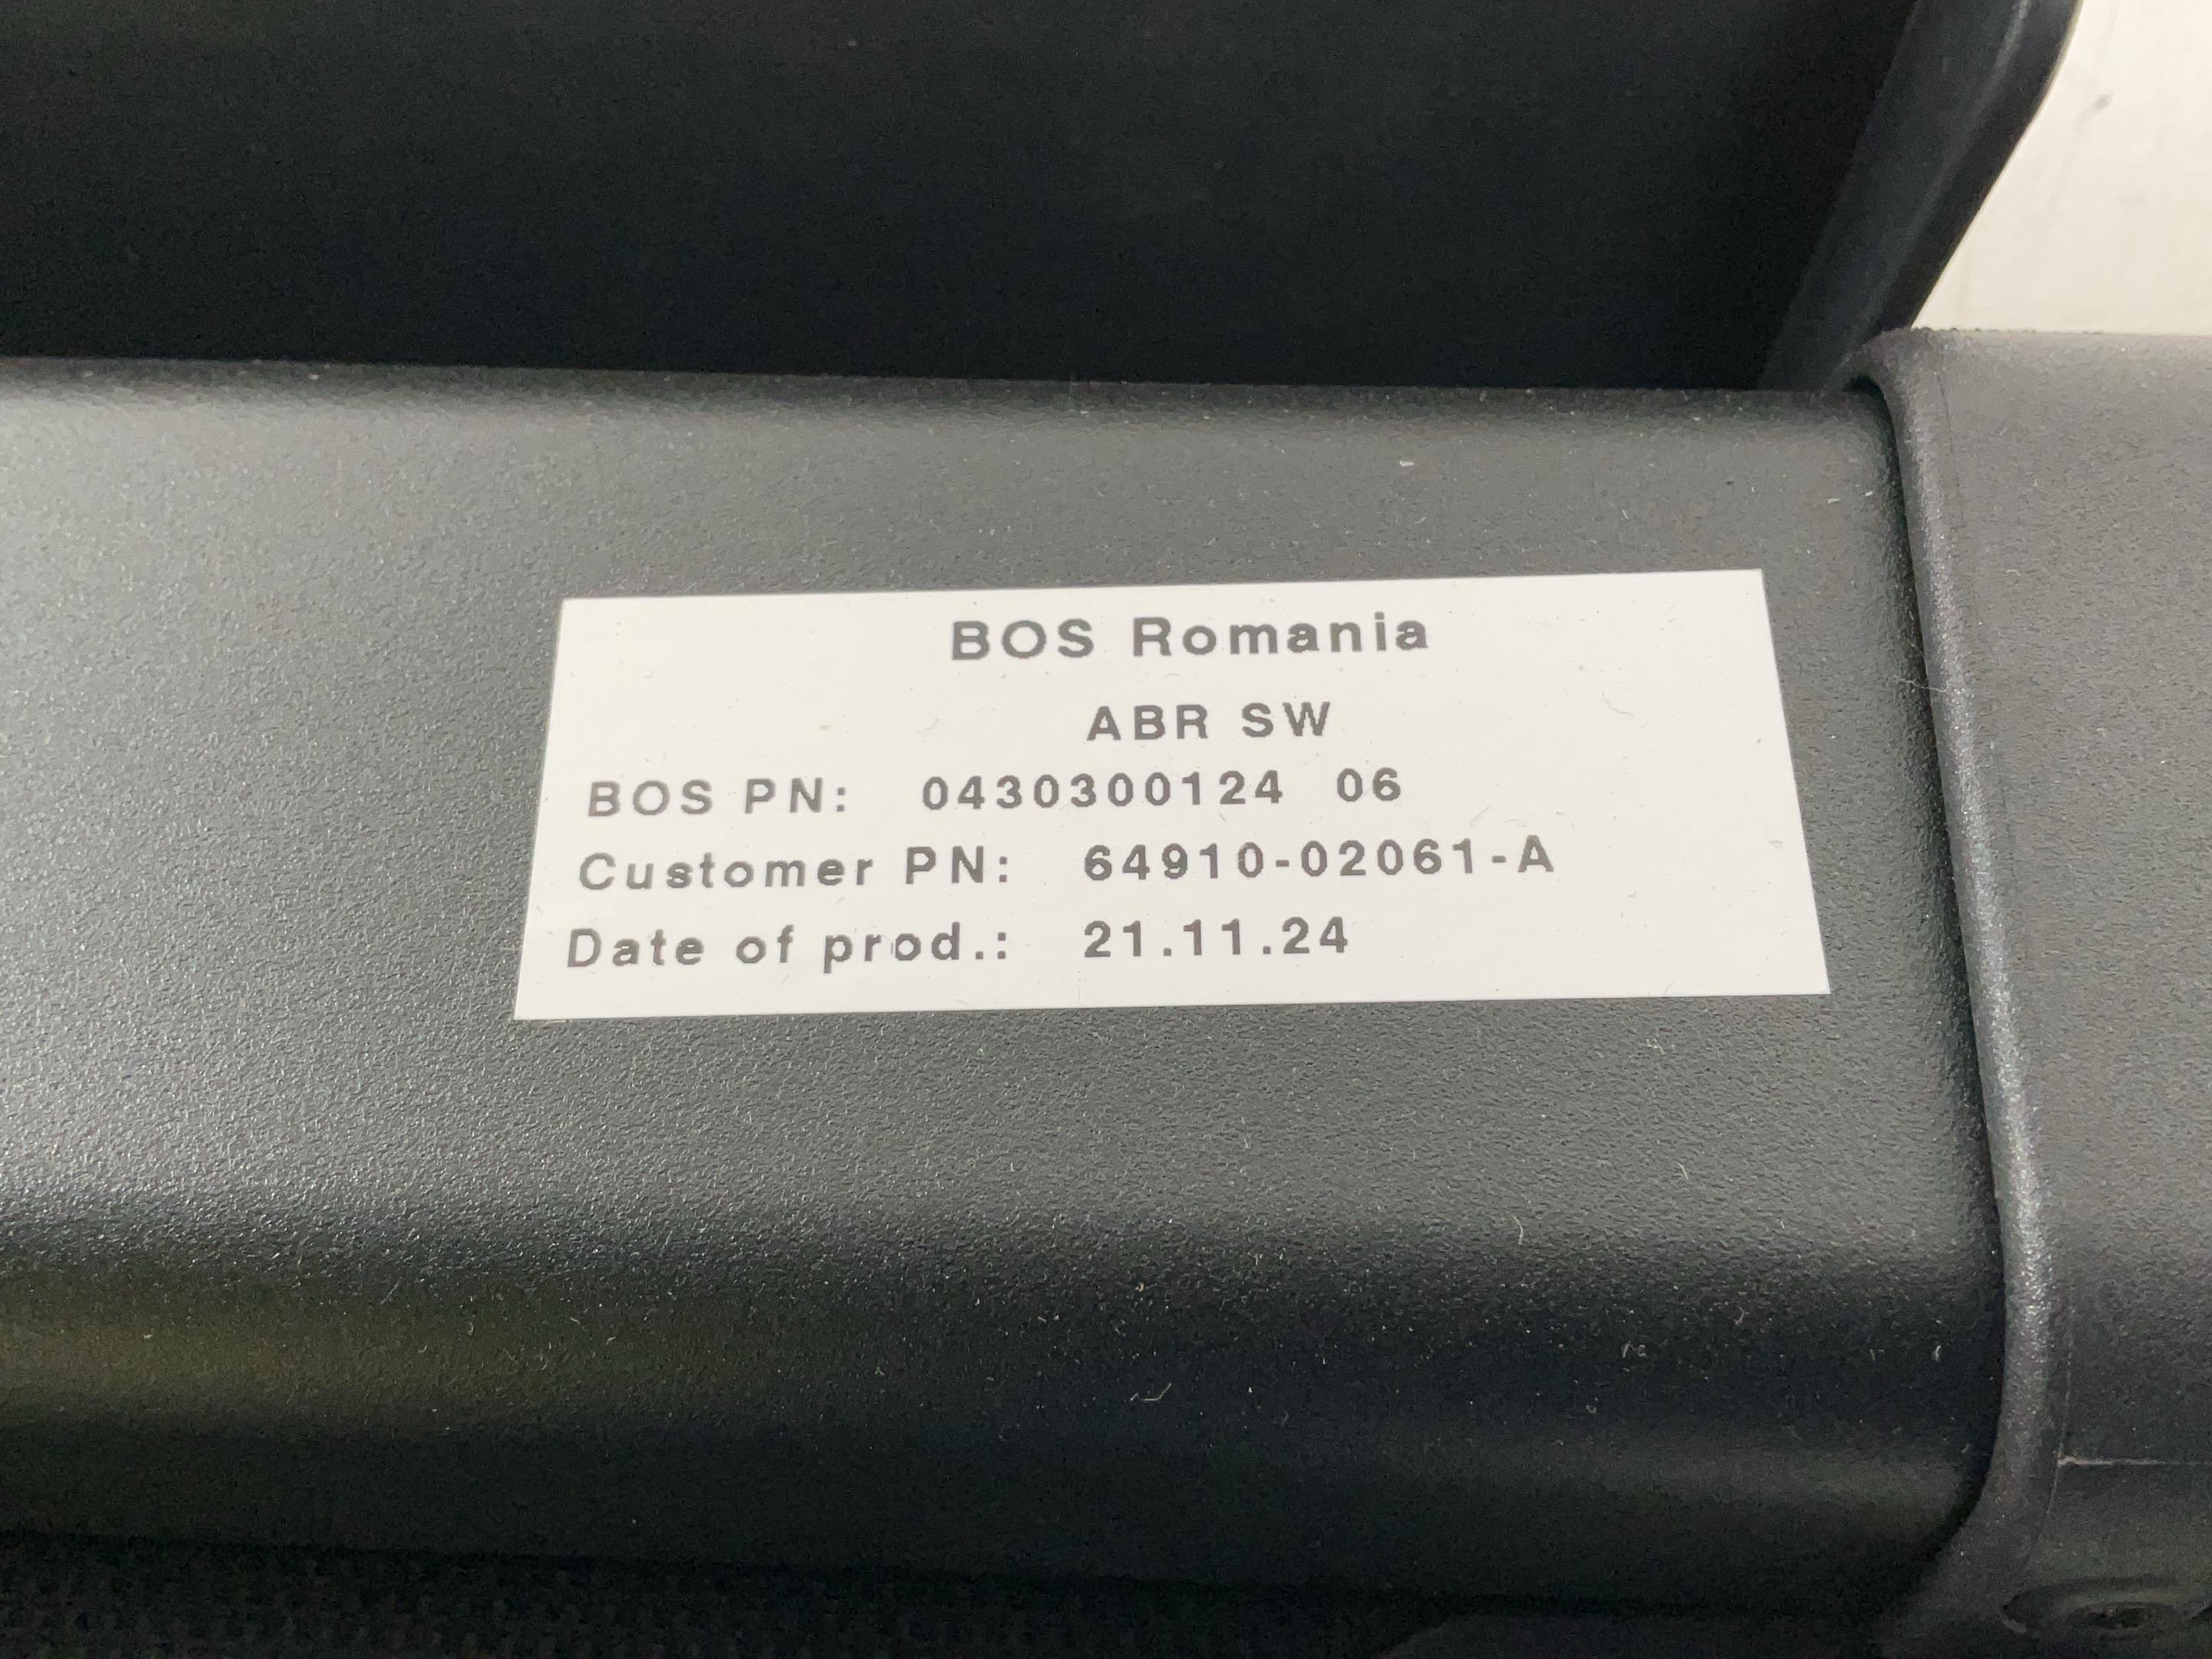 BOS Romania
ABR SW
BOS PN: 0430300124 06
Customer PN: 64910-02061-A
Date of prod.: 21.11.24